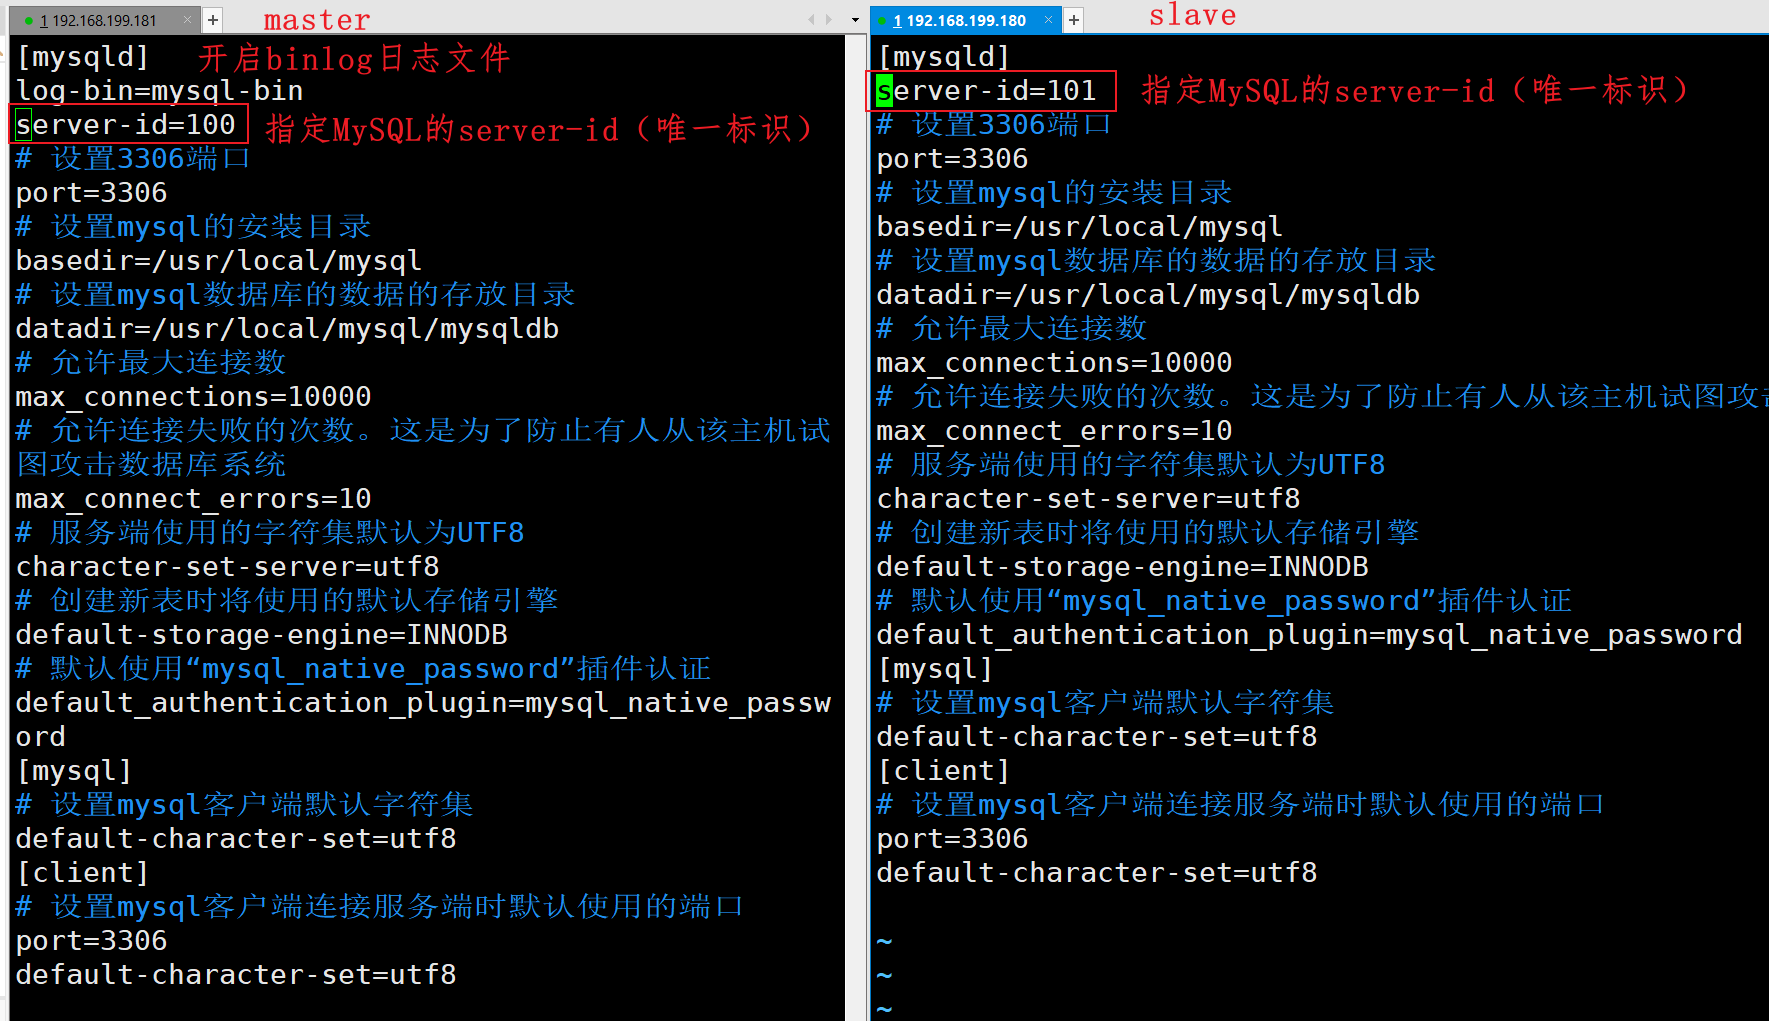 1 192.168.199.181
master
[mysqld]
开启binlog日志文件
log-bin=mysql-bin
server-id=100
指定MySQL的server-id（唯一标识）
# 设置3306端口
port=3306
# 设置mysql的安装目录
basedir=/usr/local/mysql
# 设置mysql数据库的数据的存放目录
datadir=/usr/local/mysql/mysqldb
# 允许最大连接数
max_connections=10000
# 允许连接失败的次数。这是为了防止有人从该主机试
图攻击数据库系统
max_connect_errors=10
# 服务端使用的字符集默认为UTF8
character-set-server=utf8
# 创建新表时将使用的默认存储引擎
default-storage-engine=INNODB
# 默认使用“mysql_native_password”插件认证
default_authentication_plugin=mysql_native_passw
ord
[mysql]
# 设置mysql客户端默认字符集
default-character-set=utf8
[client]
# 设置mysql客户端连接服务端时默认使用的端口
port=3306
default-character-set=utf8
1 192.168.199.180
slave
[mysqld]
server-id=101
指定MySQL的server-id（唯一标识）
# 设置3306端口
port=3306
# 设置mysql的安装目录
basedir=/usr/local/mysql
# 设置mysql数据库的数据的存放目录
datadir=/usr/local/mysql/mysqldb
# 允许最大连接数
max_connections=10000
# 允许连接失败的次数。这是为了防止有人从该主机试图攻击
max_connect_errors=10
# 服务端使用的字符集默认为UTF8
character-set-server=utf8
# 创建新表时将使用的默认存储引擎
default-storage-engine=INNODB
# 默认使用“mysql_native_password”插件认证
default_authentication_plugin=mysql_native_password
[mysql]
# 设置mysql客户端默认字符集
default-character-set=utf8
[client]
# 设置mysql客户端连接服务端时默认使用的端口
port=3306
default-character-set=utf8
~
~
~